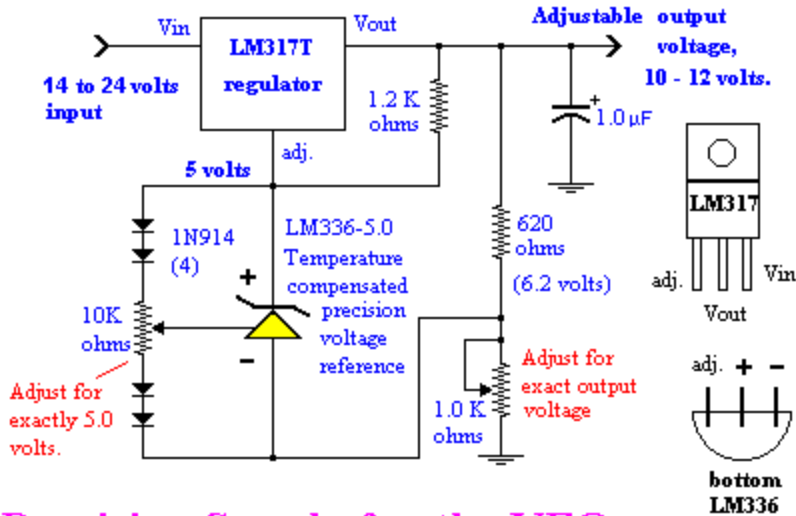 Vin
LM317T
regulator
Vout
Adjustable output
voltage,
10 - 12 volts.
14 to 24 volts
input
1.2 K
ohms
+
1.0 µF
adj.
5 volts
1N914
(4)
LM336-5.0
Temperature
compensated
precision
voltage
reference
+
-
10K
ohms
Adjust for
exactly 5.0
volts.
620
ohms
(6.2 volts)
Adjust for
exact output
voltage
1.0 K
ohms
LM317
adj.
Vin
Vout
adj. + -
bottom
LM336